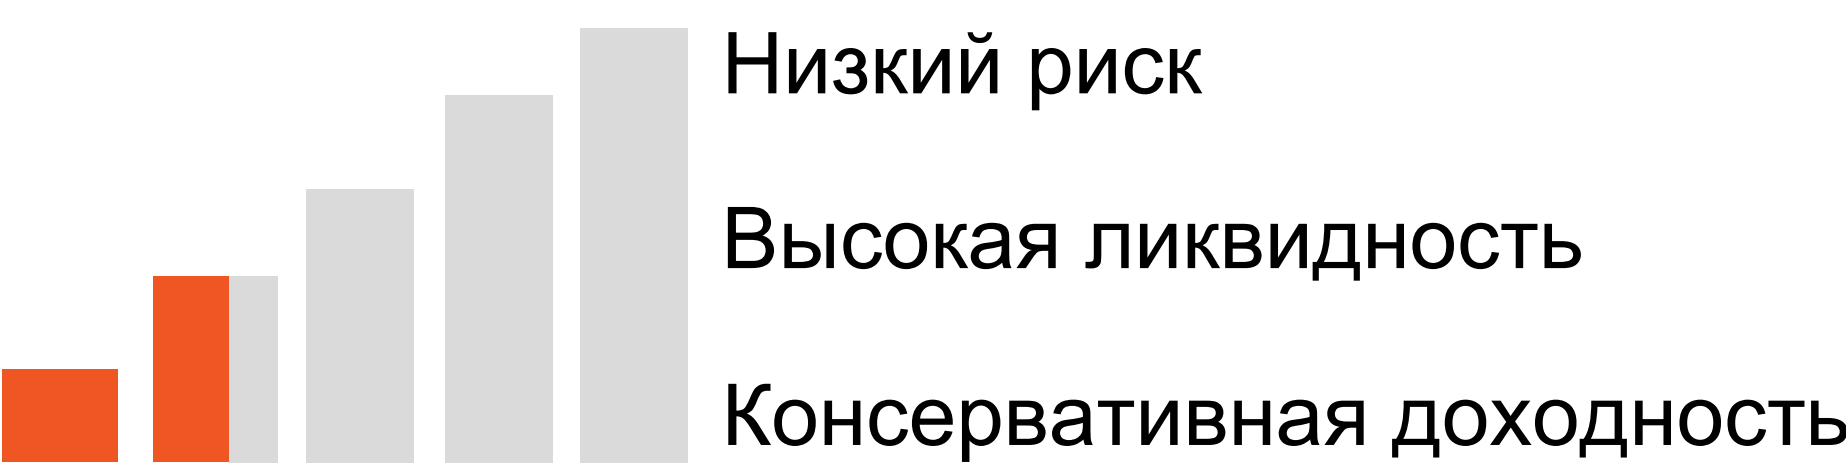 Низкий риск
Высокая ликвидность
Консервативная доходность